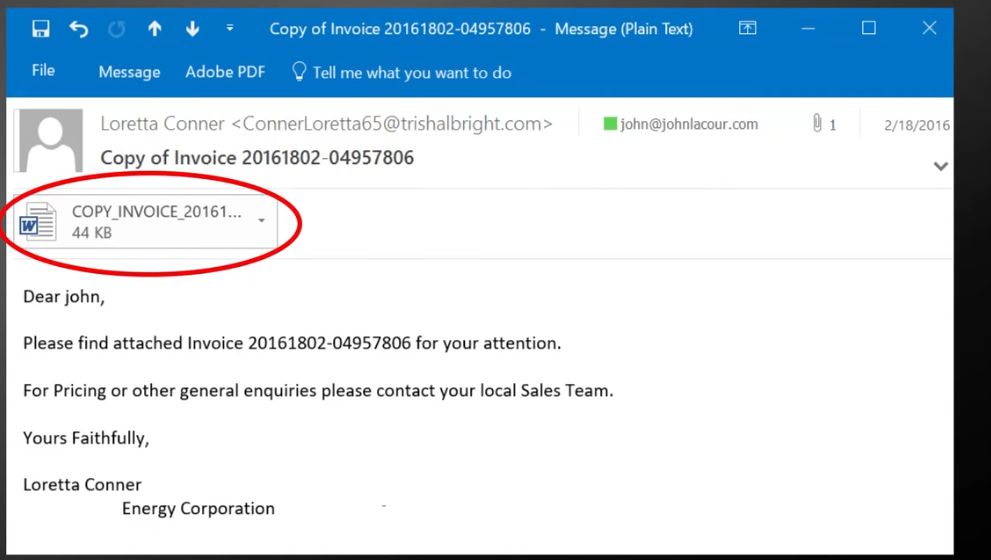 Copy of Invoice 20161802-04957806 - Message (Plain Text)
File Message Adobe PDF Tell me what you want to do
Loretta Conner <ConnerLoretta65@trishalbright.com> john@johnlacour.com 1 2/18/2016
Copy of Invoice 20161802-04957806
W COPY_INVOICE_20161...
44 KB
Dear john,
Please find attached Invoice 20161802-04957806 for your attention.
For Pricing or other general enquiries please contact your local Sales Team.
Yours Faithfully,
Loretta Conner
Energy Corporation